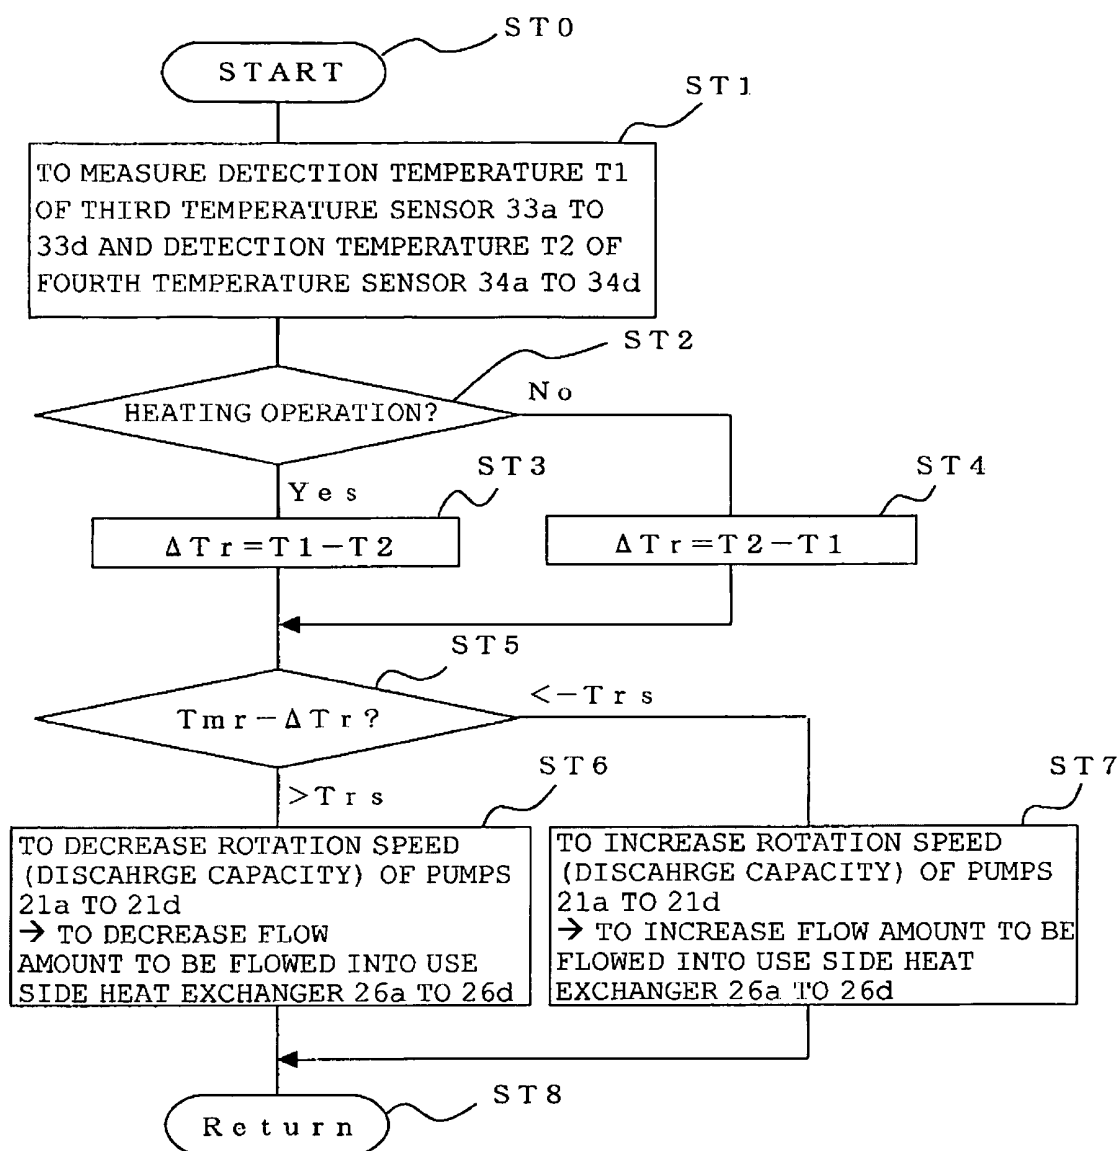 ST0
START
ST1
TO MEASURE DETECTION TEMPERATURE T1
OF THIRD TEMPERATURE SENSOR 33a TO
33d AND DETECTION TEMPERATURE T2 OF
FOURTH TEMPERATURE SENSOR 34a TO 34d
ST2
HEATING OPERATION?
No
Yes
ST3
ΔTr=T1-T2
ST4
ΔTr=T2-T1
ST5
Tmr-ΔTr?
<-Trs
>Trs
ST6
TO DECREASE ROTATION SPEED
(DISCAHRGE CAPACITY) OF PUMPS
21a TO 21d
→ TO DECREASE FLOW
AMOUNT TO BE FLOWED INTO USE
SIDE HEAT EXCHANGER 26a TO 26d
ST7
TO INCREASE ROTATION SPEED
(DISCAHRGE CAPACITY) OF PUMPS
21a TO 21d
→ TO INCREASE FLOW AMOUNT TO BE
FLOWED INTO USE SIDE HEAT
EXCHANGER 26a TO 26d
ST8
Return